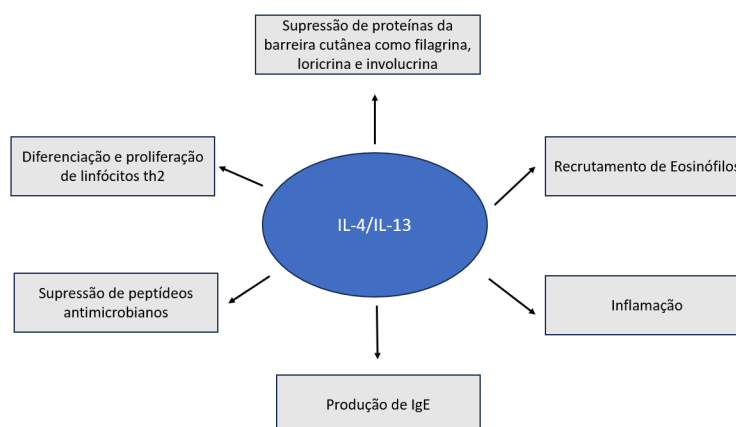 Supressão de proteínas da
barreira cutânea como filagrina,
loricrina e involucrina
Diferenciação e proliferação
de linfócitos th2
Recrutamento de Eosinófilos
IL-4/IL-13
Supressão de peptídeos
antimicrobianos
Inflamação
Produção de IgE